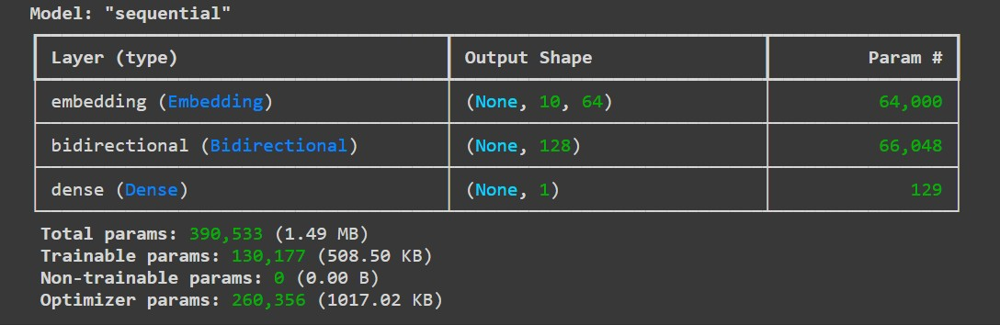 Model: "sequential"
Layer (type) Output Shape Param #
embedding (Embedding) (None, 10, 64) 64,000
bidirectional (Bidirectional) (None, 128) 66,048
dense (Dense) (None, 1) 129
Total params: 390,533 (1.49 MB)
Trainable params: 130,177 (508.50 KB)
Non-trainable params: 0 (0.00 B)
Optimizer params: 260,356 (1017.02 KB)